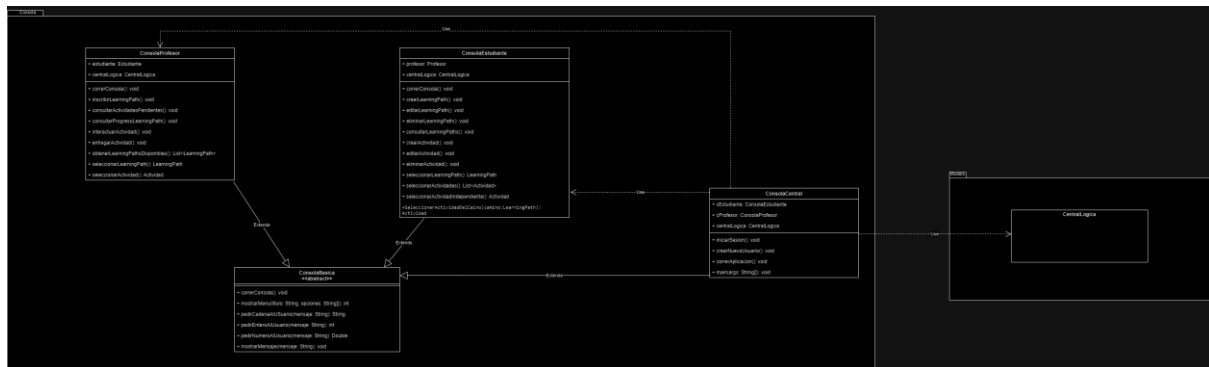 Consola
Use
ConsolaProfesor
+ estudiante: Estudiante
+ centralLogica: CentralLogica
+ correrConsola(): void
+ inscribirLearningPath(): void
+ consultarActividadesPendientes(): void
+ consultarProgresoLearningPath(): void
+ interactuarActividad(): void
+ entregarActividad(): void
+ obtenerLearningPathsDisponibles(): List<LearningPath>
+ seleccionarLearningPath(): LearningPath
+ seleccionarActividad(): Actividad
ConsolaEstudiante
+ profesor: Profesor
+ centralLogica: CentralLogica
+ correrConsola(): void
+ crearLearningPath(): void
+ editarLearningPath(): void
+ eliminarLearningPath(): void
+ consultarLearningPaths(): void
+ crearActividad(): void
+ editarActividad(): void
+ eliminarActividad(): void
+ seleccionarLearningPath(): LearningPath
+ seleccionarActividades(): List<Actividad>
+ seleccionarActividadIndependiente(): Actividad
Actividad
Use
ConsolaCentral
+ cEstudiante: ConsolaEstudiante
+ cProfesor: ConsolaProfesor
+ centralLogica: CentralLogica
+ iniciarSesion(): void
+ crearNuevoUsuario(): void
+ correrAplicacion(): void
+ main(args: String[]): void
Use
Modelo
CentralLogica
Extends
Extends
Extends
ConsolaBasica
<<abstract>>
+ correrConsola(): void
+ mostrarMenu(titulo: String, opciones: String[]): int
+ pedirCadenaAlUsuario(mensaje: String): String
+ pedirEnteroAlUsuario(mensaje: String): int
+ pedirNumeroAlUsuario(mensaje: String): Double
+ mostrarMensaje(mensaje: String): void